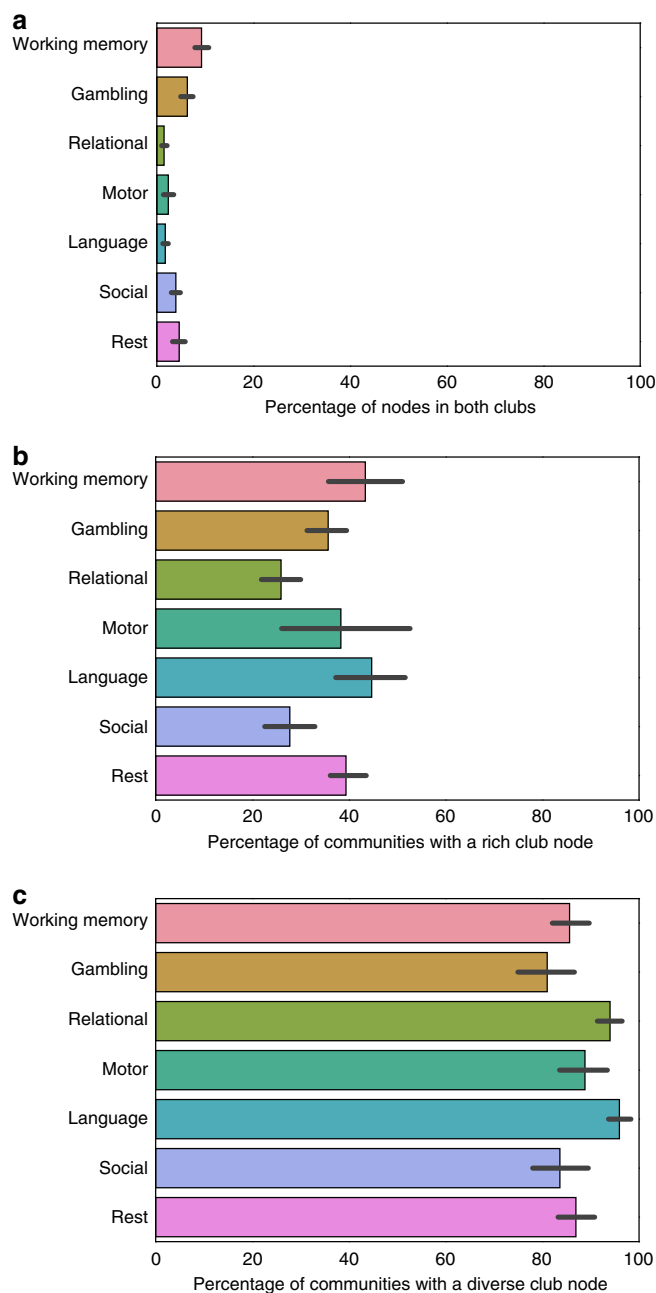 a
Working memory
Gambling
Relational
Motor
Language
Social
Rest
0 20 40 60 80 100
Percentage of nodes in both clubs
b
Working memory
Gambling
Relational
Motor
Language
Social
Rest
0 20 40 60 80 100
Percentage of communities with a rich club node
c
Working memory
Gambling
Relational
Motor
Language
Social
Rest
0 20 40 60 80 100
Percentage of communities with a diverse club node